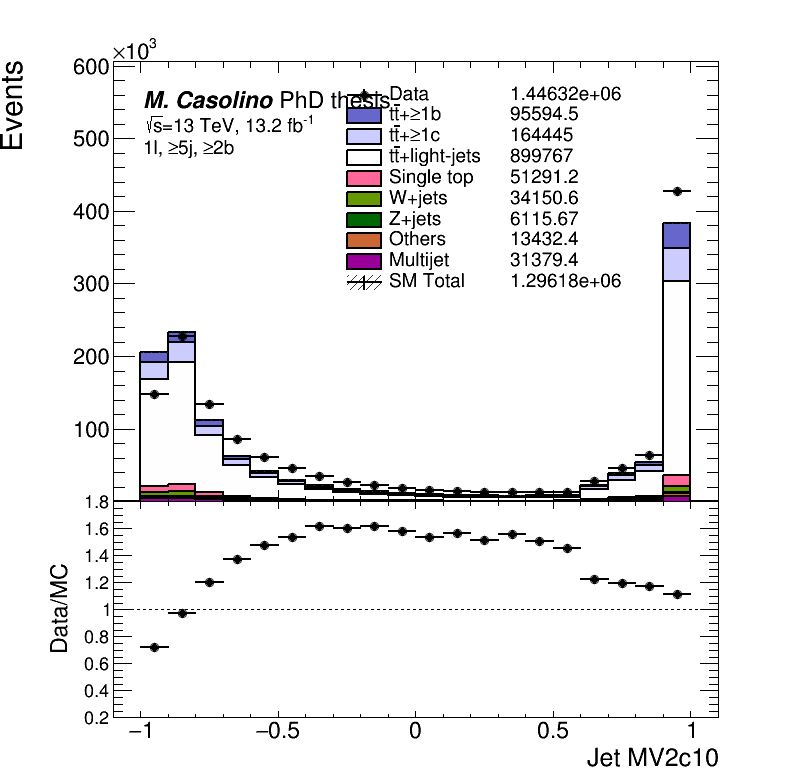 ×10³
Events
600
500
400
300
200
100
M. Casolino PhD thesis
√s=13 TeV, 13.2 fb⁻¹
1l, ≥5j, ≥2b
Data 1.44632e+06
tt̄+≥1b 95594.5
tt̄+≥1c 164445
tt̄+light-jets 899767
Single top 51291.2
W+jets 34150.6
Z+jets 6115.67
Others 13432.4
Multijet 31379.4
SM Total 1.29618e+06
Data/MC
1.8
1.6
1.4
1.2
1
0.8
0.6
0.4
0.2
−1 −0.5 0 0.5 1
Jet MV2c10